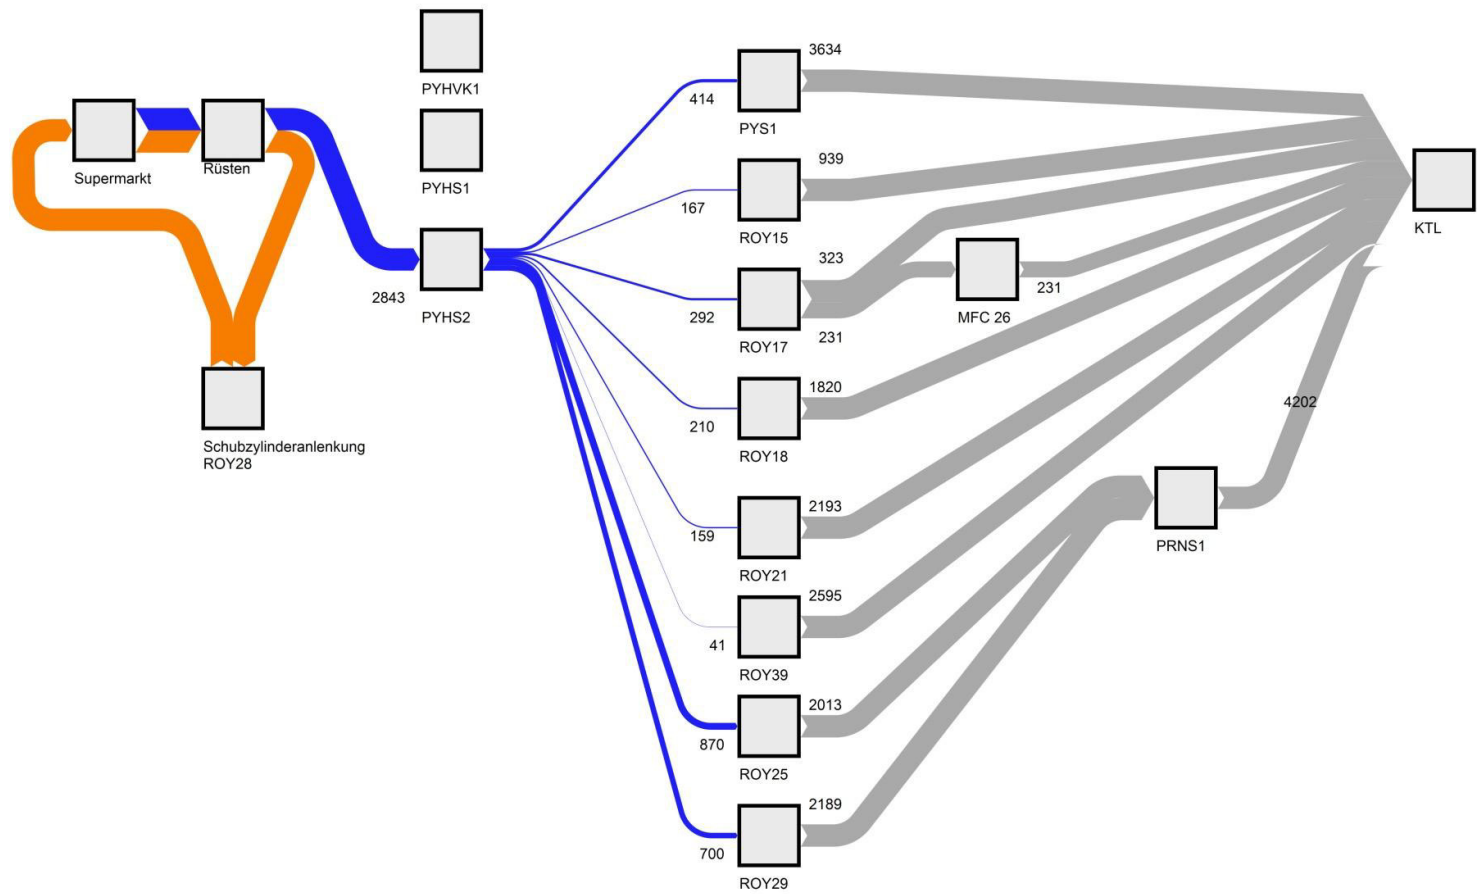 PYHVK1
3634
414
PYS1
Supermarkt
Rüsten
PYHS1
939
167
ROY15
KTL
2843
PYHS2
323
292
231
ROY17
231
MFC 26
1820
210
ROY18
4202
Schubzylinderanlenkung
ROY28
2193
159
ROY21
PRNS1
2595
41
ROY39
2013
870
ROY25
2189
700
ROY29